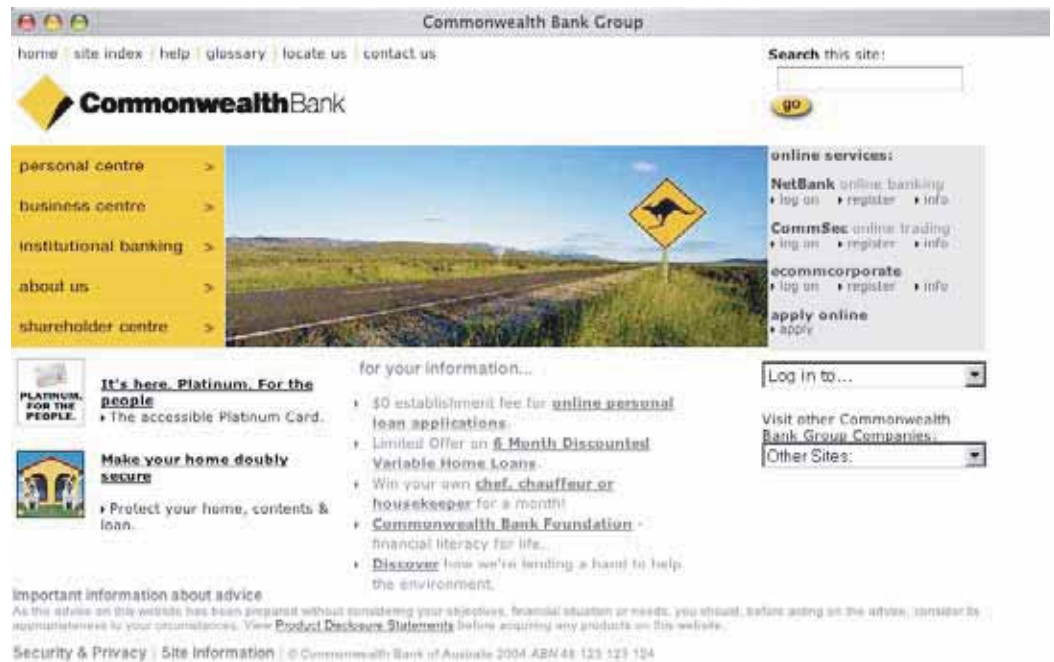 Commonwealth Bank Group
home | site index | help | glossary | locate us | contact us
Search this site:
go
CommonwealthBank
personal centre >
business centre >
institutional banking >
about us >
shareholder centre >
online services:
NetBank online banking
log on register info
CommSec online trading
log on register info
ecommcorporate
log on register info
apply online
apply
PLATINUM.
FOR THE
PEOPLE.
It's here. Platinum. For the
people
The accessible Platinum Card.
Make your home doubly
secure
Protect your home, contents &
loan.
for your information...
$0 establishment fee for online personal
loan applications.
Limited Offer on 6 Month Discounted
Variable Home Loans.
Win your own chef, chauffeur or
housekeeper for a month!
Commonwealth Bank Foundation -
financial literacy for life.
Discover how we're lending a hand to help
the environment.
Log in to...
Visit other Commonwealth
Bank Group Companies:
Other Sites:
Important information about advice
As the advice on this website has been prepared without considering your objectives, financial situation or needs, you should, before acting on the advice, consider its
appropriateness to your circumstances. View Product Disclosure Statements before acquiring any products on this website.
Security & Privacy | Site Information | © Commonwealth Bank of Australia 2004 ABN 48 123 123 124